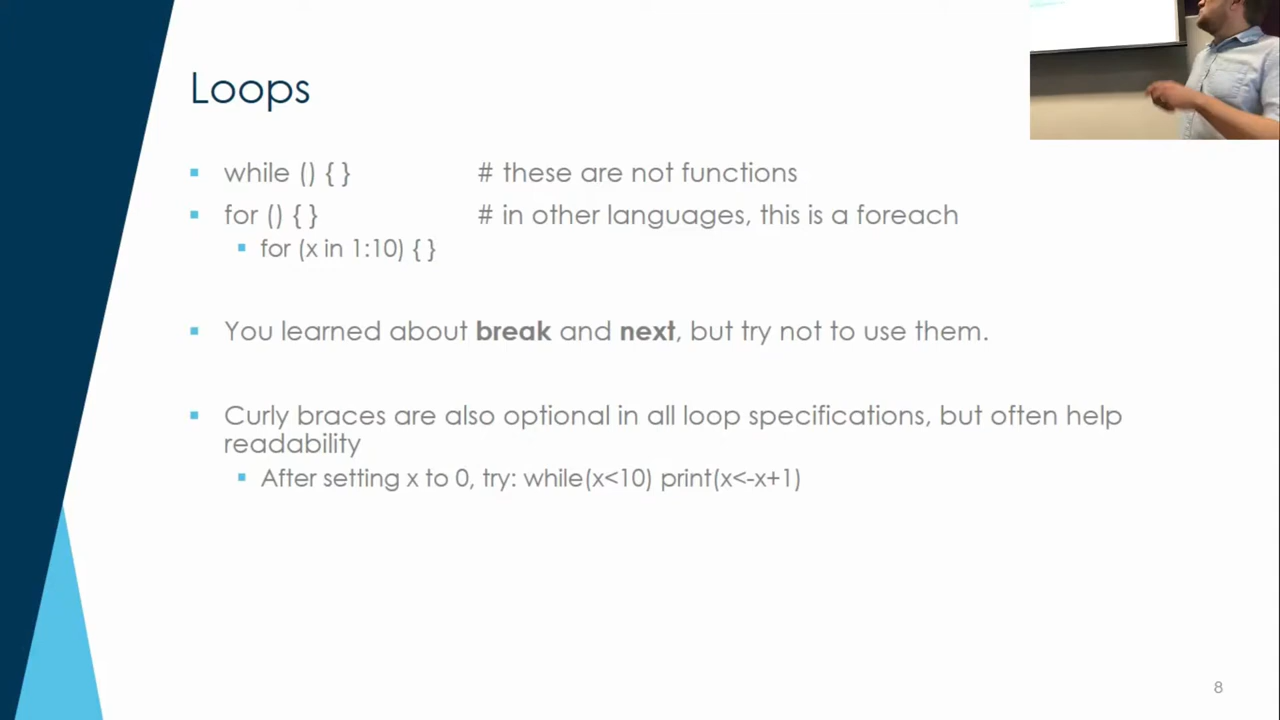 Loops
while () { } # these are not functions
for () { } # in other languages, this is a foreach
for (x in 1:10) { }
You learned about break and next, but try not to use them.
Curly braces are also optional in all loop specifications, but often help
readability
After setting x to 0, try: while(x<10) print(x<-x+1)
8